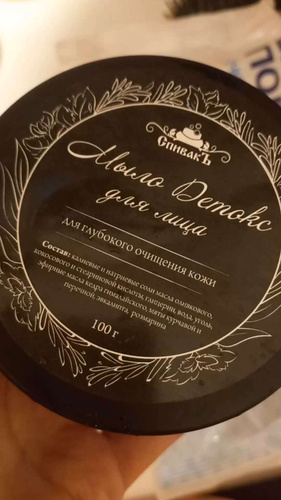 СпивакЪ
Мыло Детокс
для лица
для глубокого очищения кожи
Состав: калиевые и натриевые соли масла оливкового,
кокосового и стеариновой кислоты, глицерин, вода, уголь,
эфирные масла кедра гималайского, мяты курчавой и
перечной, эвкалипта, розмарина
100 г